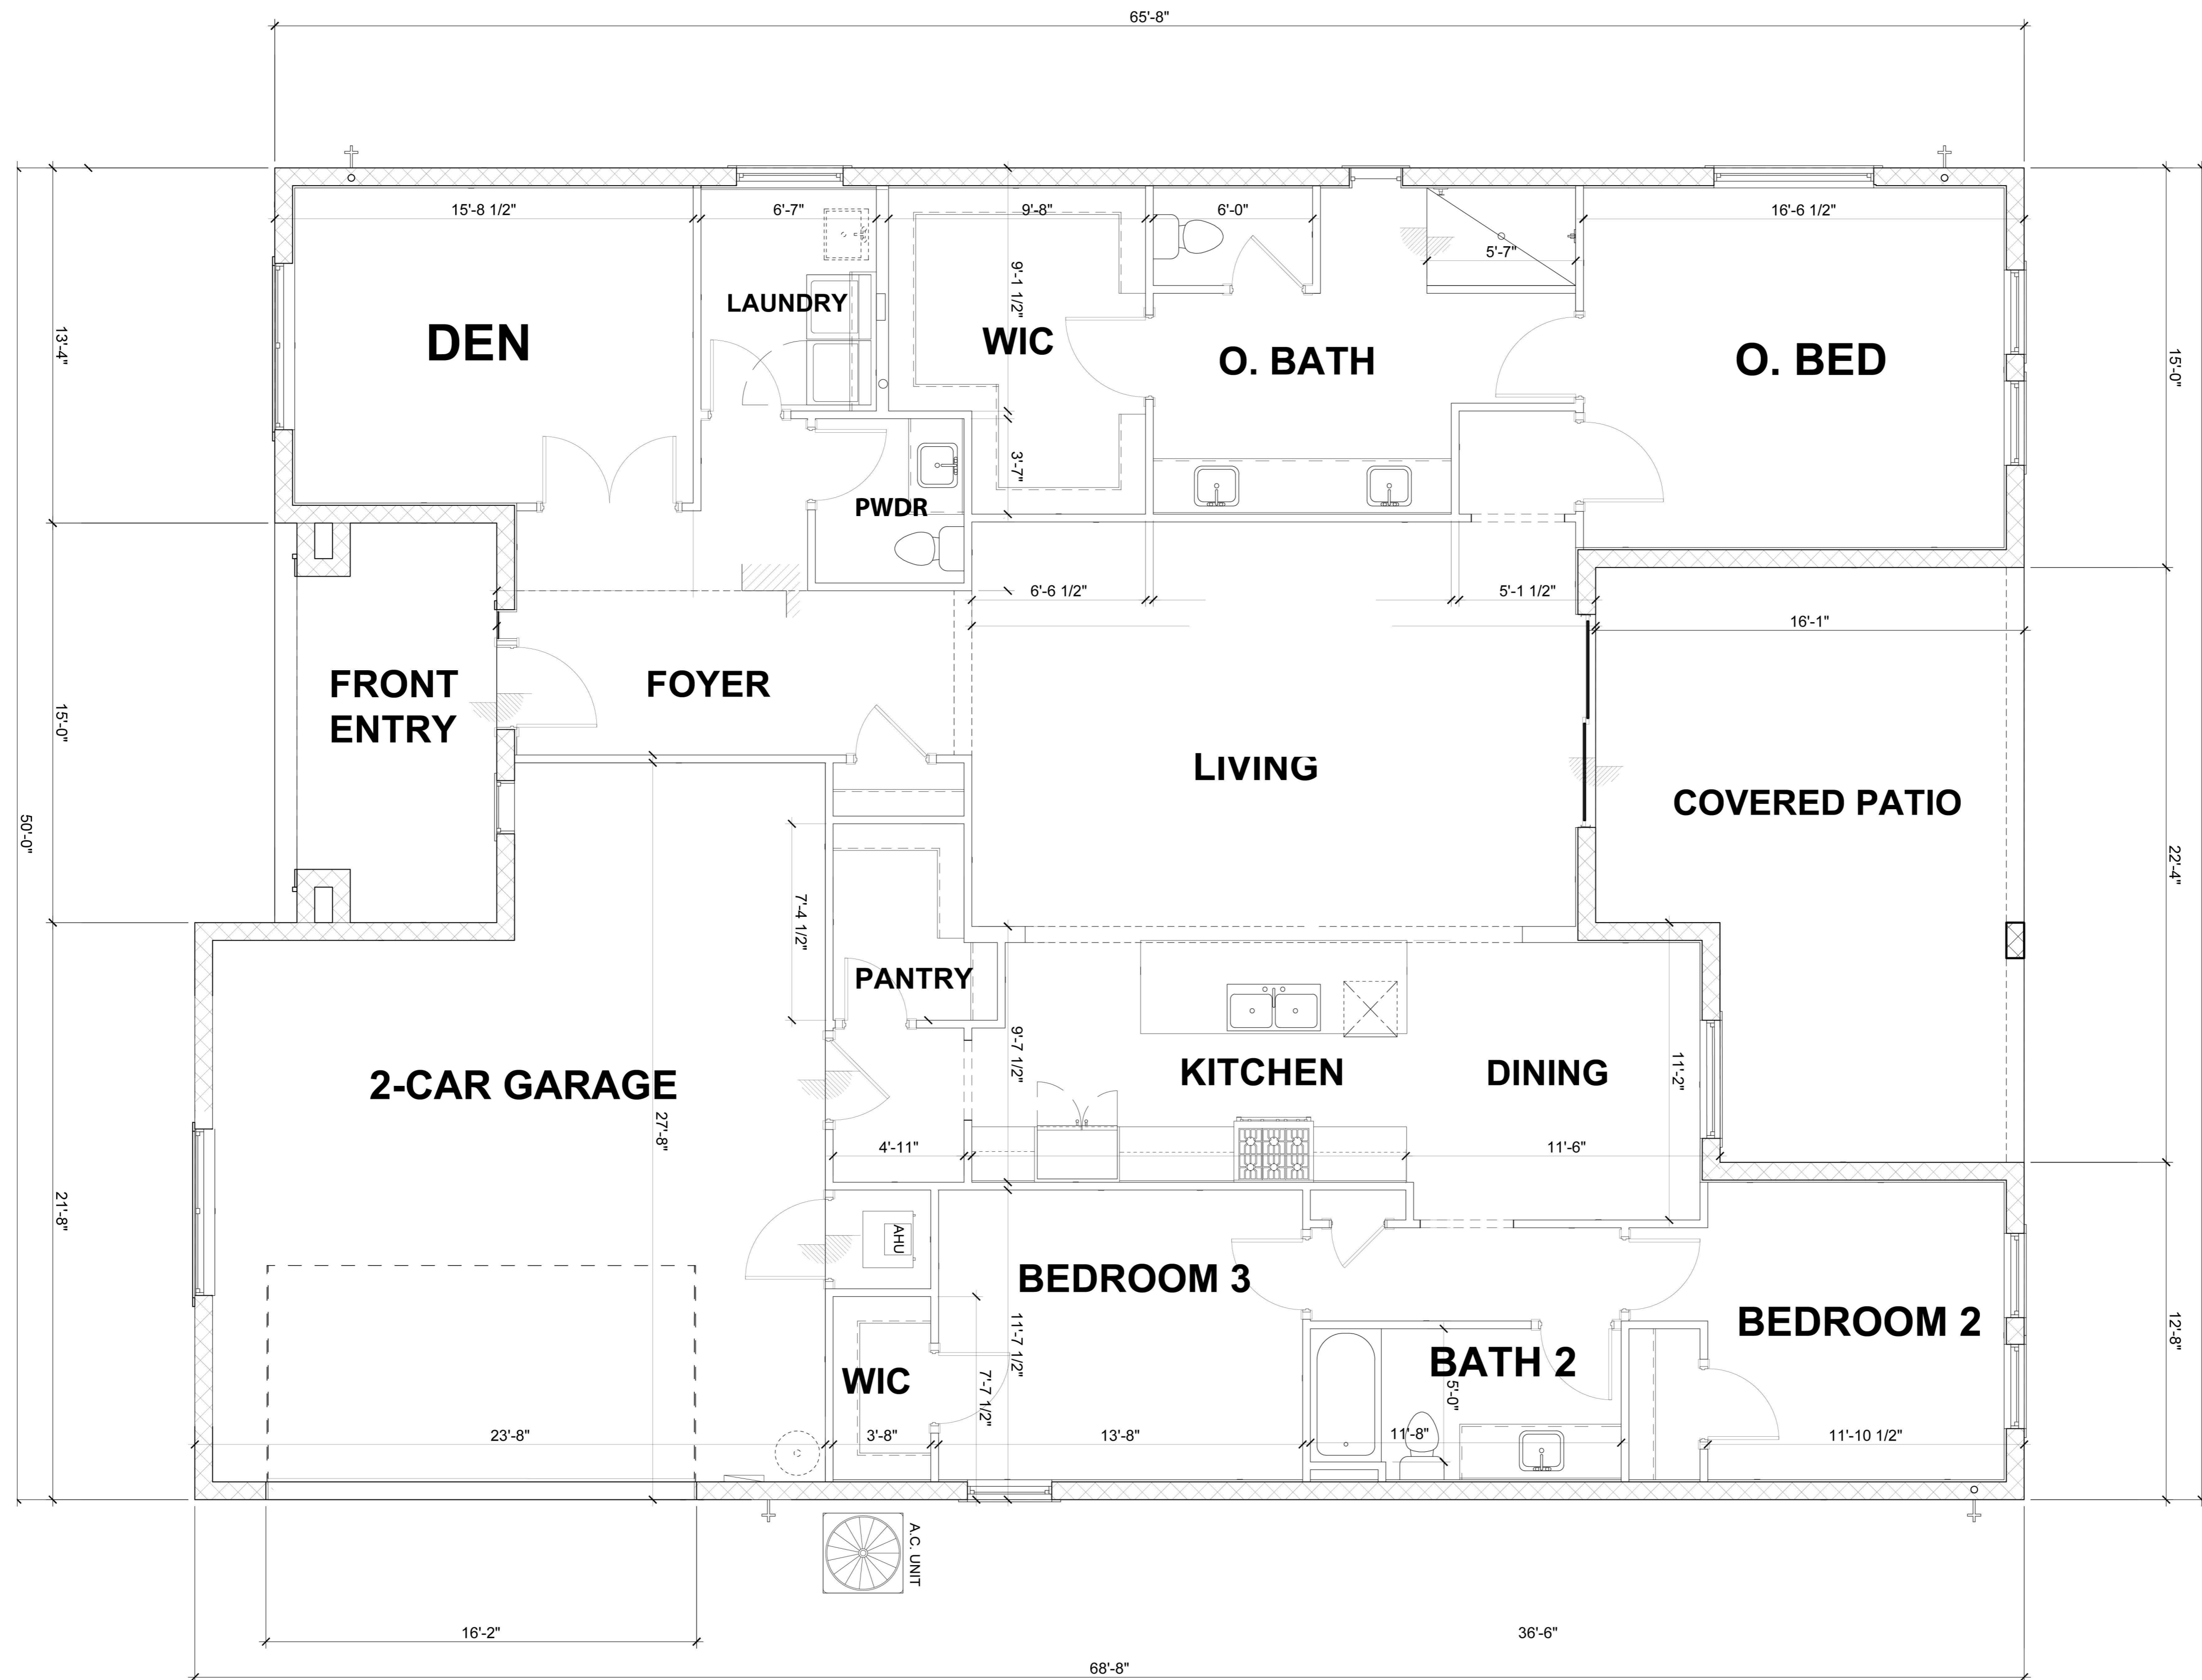 65'-8"
15'-8 1/2"
6'-7"
9'-8"
6'-0"
5'-7"
16'-6 1/2"
13'-4"
9'-1 1/2"
15'-0"
LAUNDRY
DEN
WIC
O. BATH
O. BED
3'-7"
PWDR
6'-6 1/2"
5'-1 1/2"
16'-1"
FRONT
ENTRY
FOYER
15'-0"
LIVING
COVERED PATIO
50'-0"
22'-4"
7'-4 1/2"
PANTRY
2-CAR GARAGE
9'-7 1/2"
KITCHEN
DINING
11'-2"
27'-8"
4'-11"
11'-6"
21'-8"
AHU
BEDROOM 3
BEDROOM 2
12'-8"
11'-7 1/2"
WIC
7'-7 1/2"
BATH 2
5'-0"
23'-8"
3'-8"
13'-8"
11'-8"
11'-10 1/2"
A.C. UNIT
16'-2"
36'-6"
68'-8"